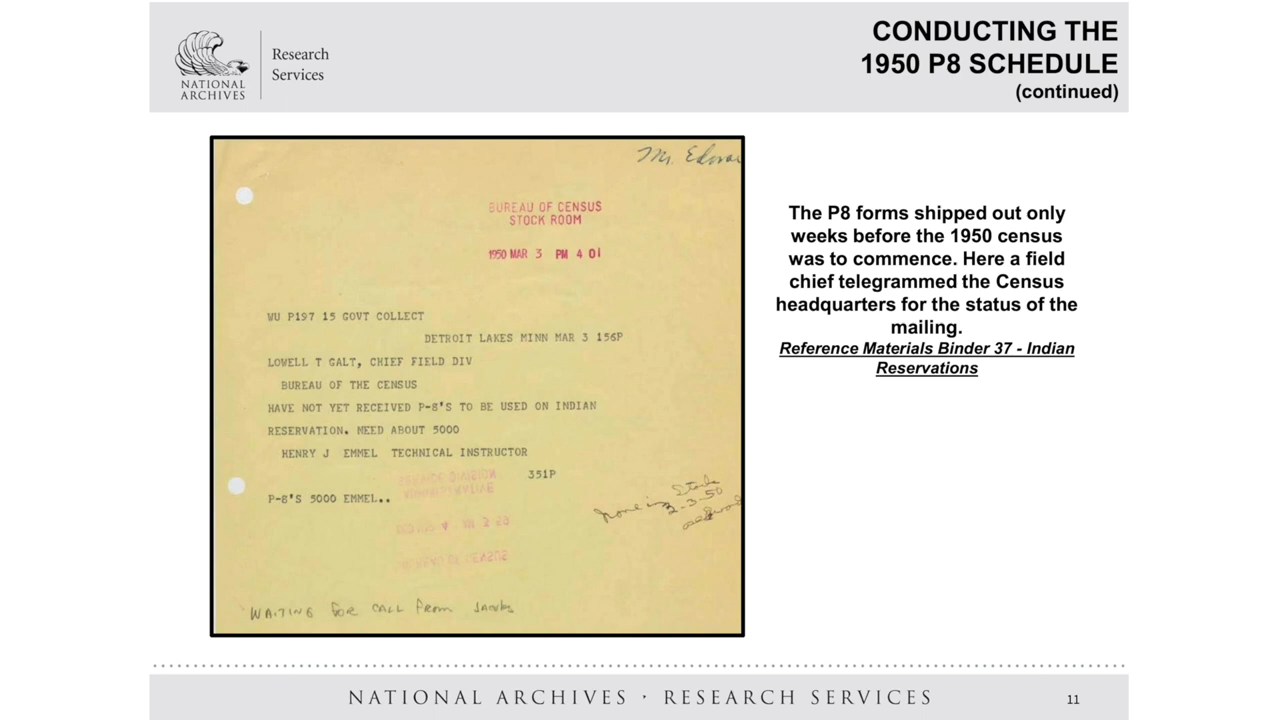 NATIONAL
ARCHIVES
Research
Services
CONDUCTING THE
1950 P8 SCHEDULE
(continued)
Mr.
BUREAU OF CENSUS
STOCK ROOM
1950 MAR 3 PM 4 01
WU P197 15 GOVT COLLECT
DETROIT LAKES MINN MAR 3 156P
LOWELL T GALT, CHIEF FIELD DIV
BUREAU OF THE CENSUS
HAVE NOT YET RECEIVED P-8'S TO BE USED ON INDIAN
RESERVATION. NEED ABOUT 5000
HENRY J EMMEL TECHNICAL INSTRUCTOR
351P
P-8'S 5000 EMMEL..
None in Stock
3-3-50
WAITING for CALL from Jacobs
The P8 forms shipped out only
weeks before the 1950 census
was to commence. Here a field
chief telegrammed the Census
headquarters for the status of the
mailing.
Reference Materials Binder 37 - Indian
Reservations
NATIONAL ARCHIVES · RESEARCH SERVICES
11